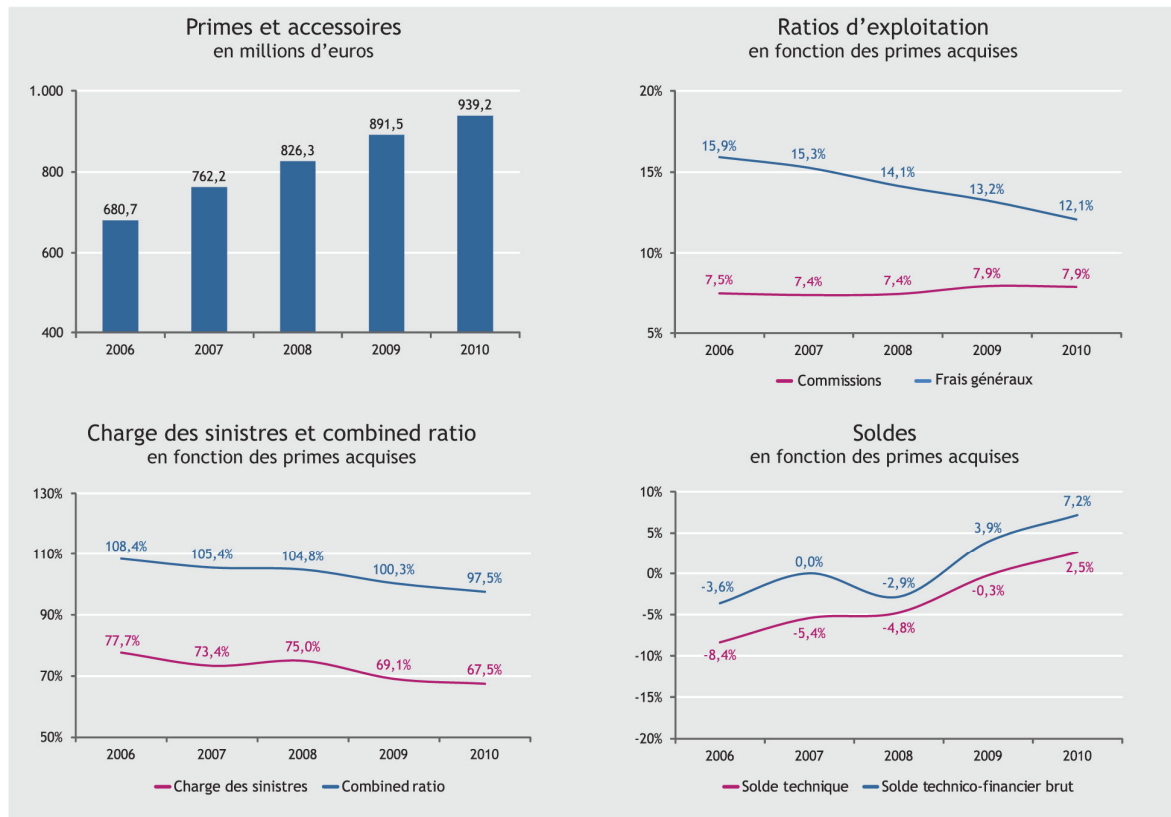 Primes et accessoires
en millions d'euros
1.000
800
600
400
680,7
762,2
826,3
891,5
939,2
2006 2007 2008 2009 2010
Ratios d'exploitation
en fonction des primes acquises
20%
15%
10%
5%
15,9% 15,3% 14,1% 13,2% 12,1%
7,5% 7,4% 7,4% 7,9% 7,9%
2006 2007 2008 2009 2010
Commissions Frais généraux
Charge des sinistres et combined ratio
en fonction des primes acquises
130%
110%
90%
70%
50%
108,4% 105,4% 104,8% 100,3% 97,5%
77,7% 73,4% 75,0% 69,1% 67,5%
2006 2007 2008 2009 2010
Charge des sinistres Combined ratio
Soldes
en fonction des primes acquises
10%
5%
0%
-5%
-10%
-15%
-20%
-3,6% 0,0% -2,9% 3,9% 7,2%
-8,4% -5,4% -4,8% -0,3% 2,5%
2006 2007 2008 2009 2010
Solde technique Solde technico-financier brut